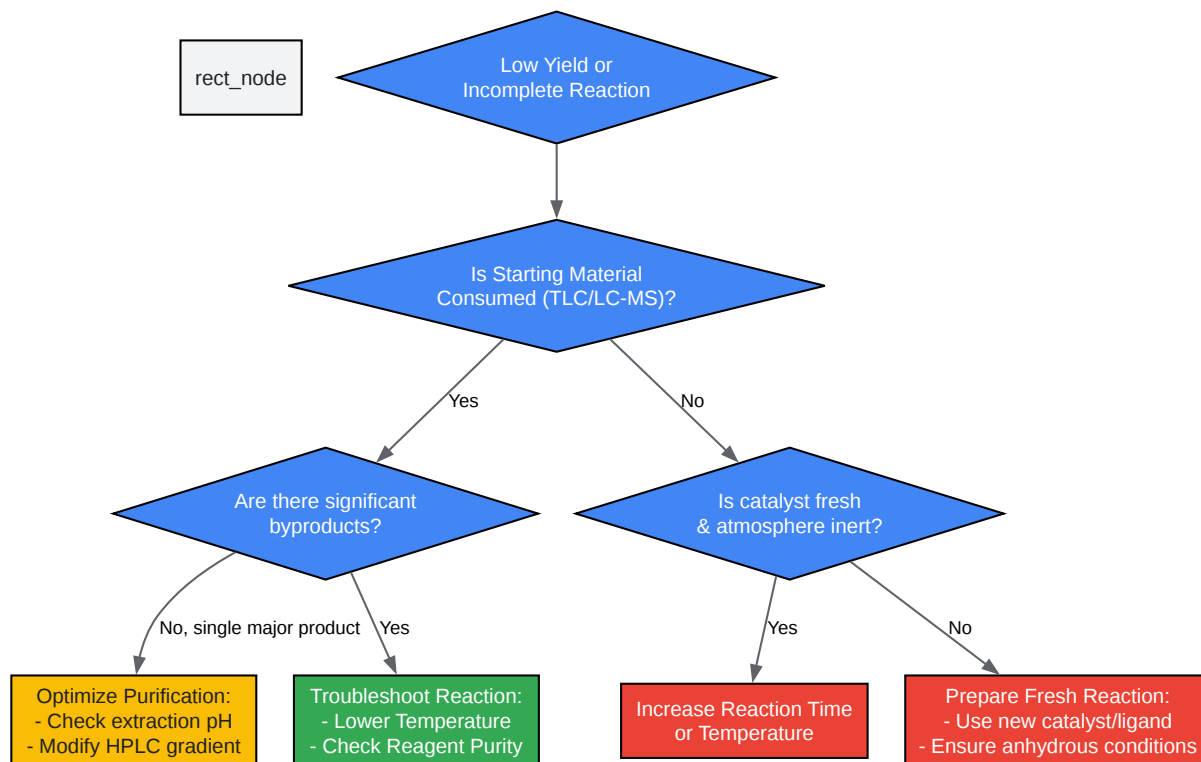 rect_node
Low Yield or
Incomplete Reaction
Is Starting Material
Consumed (TLC/LC-MS)?
Yes
No
Are there significant
byproducts?
Is catalyst fresh
& atmosphere inert?
No, single major product
Yes
Yes
No
Optimize Purification:
- Check extraction pH
- Modify HPLC gradient
Troubleshoot Reaction:
- Lower Temperature
- Check Reagent Purity
Increase Reaction Time
or Temperature
Prepare Fresh Reaction:
- Use new catalyst/ligand
- Ensure anhydrous conditions